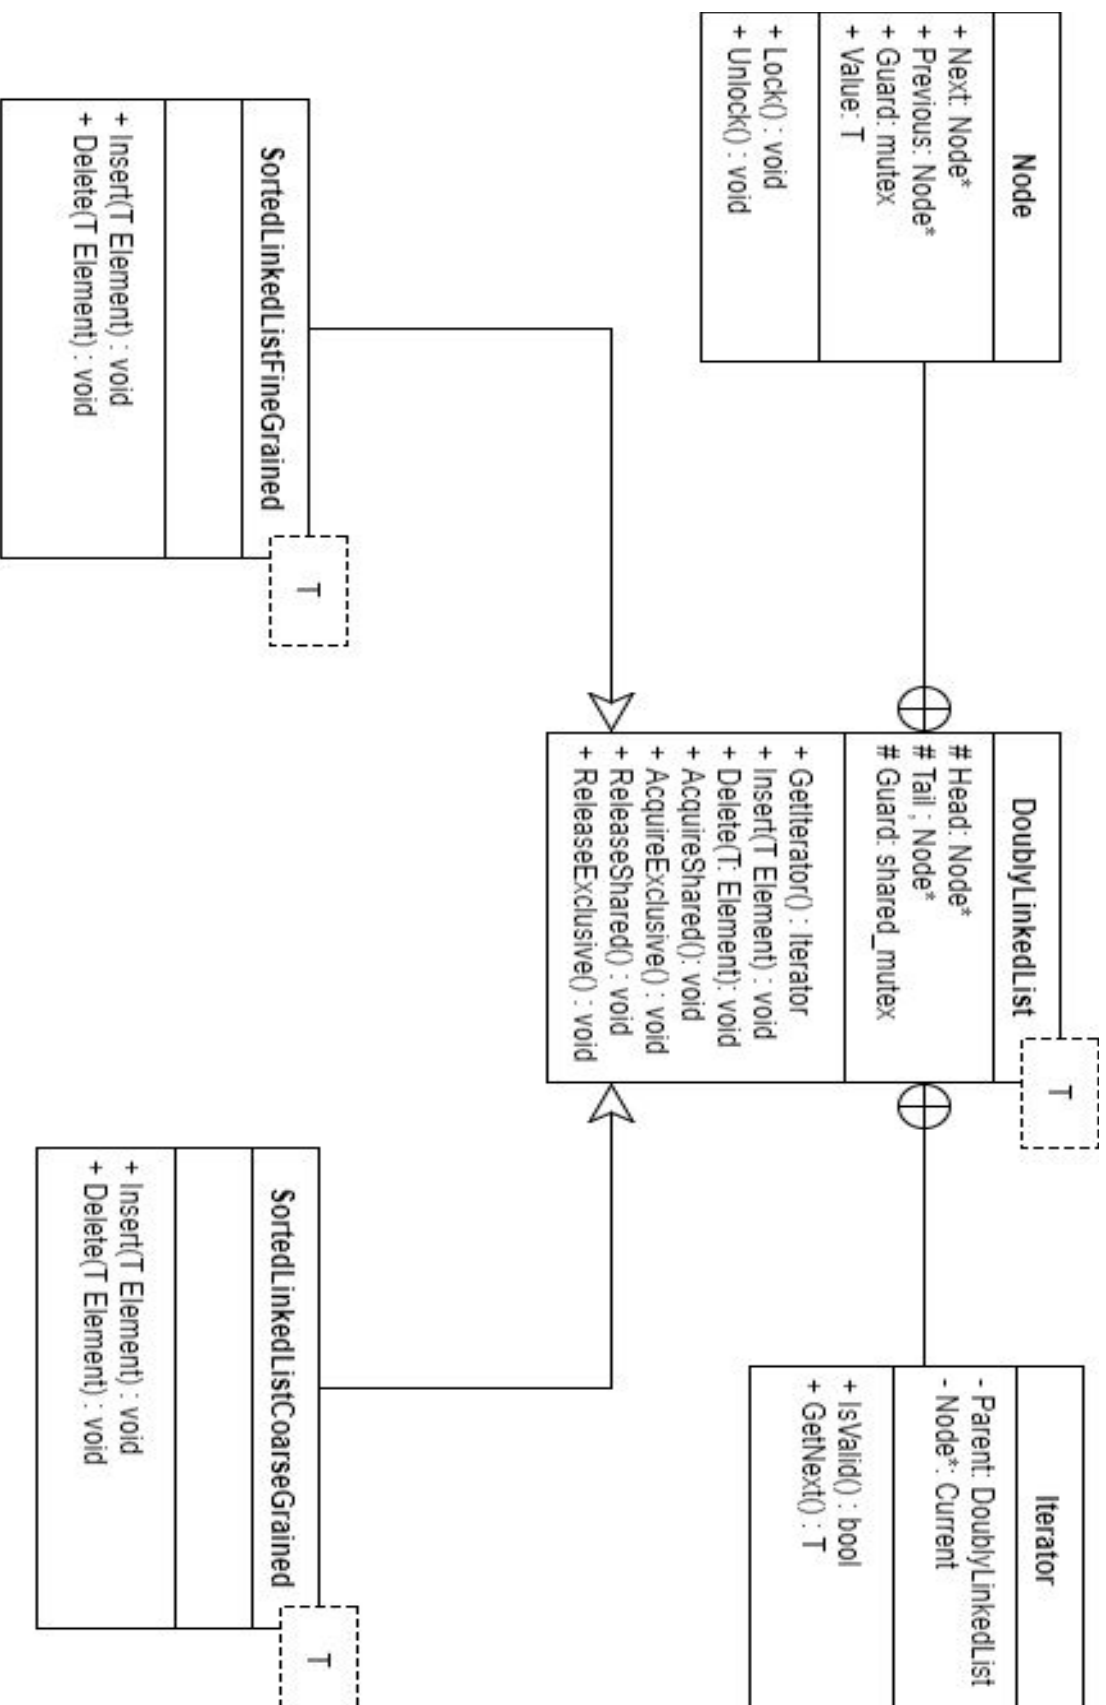 Node
+ Next: Node*
+ Previous: Node*
+ Guard: mutex
+ Value: T
+ Lock() : void
+ Unlock() : void
DoublyLinkedList
T
# Head: Node*
# Tail ; Node*
# Guard: shared_mutex
+ GetIterator() : Iterator
+ Insert(T Element) : void
+ Delete(T: Element): void
+ AcquireShared(): void
+ AcquireExclusive() : void
+ ReleaseShared() : void
+ ReleaseExclusive() : void
Iterator
- Parent: DoublyLinkedList
- Node*: Current
+ IsValid() : bool
+ GetNext() : T
SortedLinkedListFineGrained
T
+ Insert(T Element) : void
+ Delete(T Element) : void
SortedLinkedListCoarseGrained
T
+ Insert(T Element) : void
+ Delete(T Element) : void